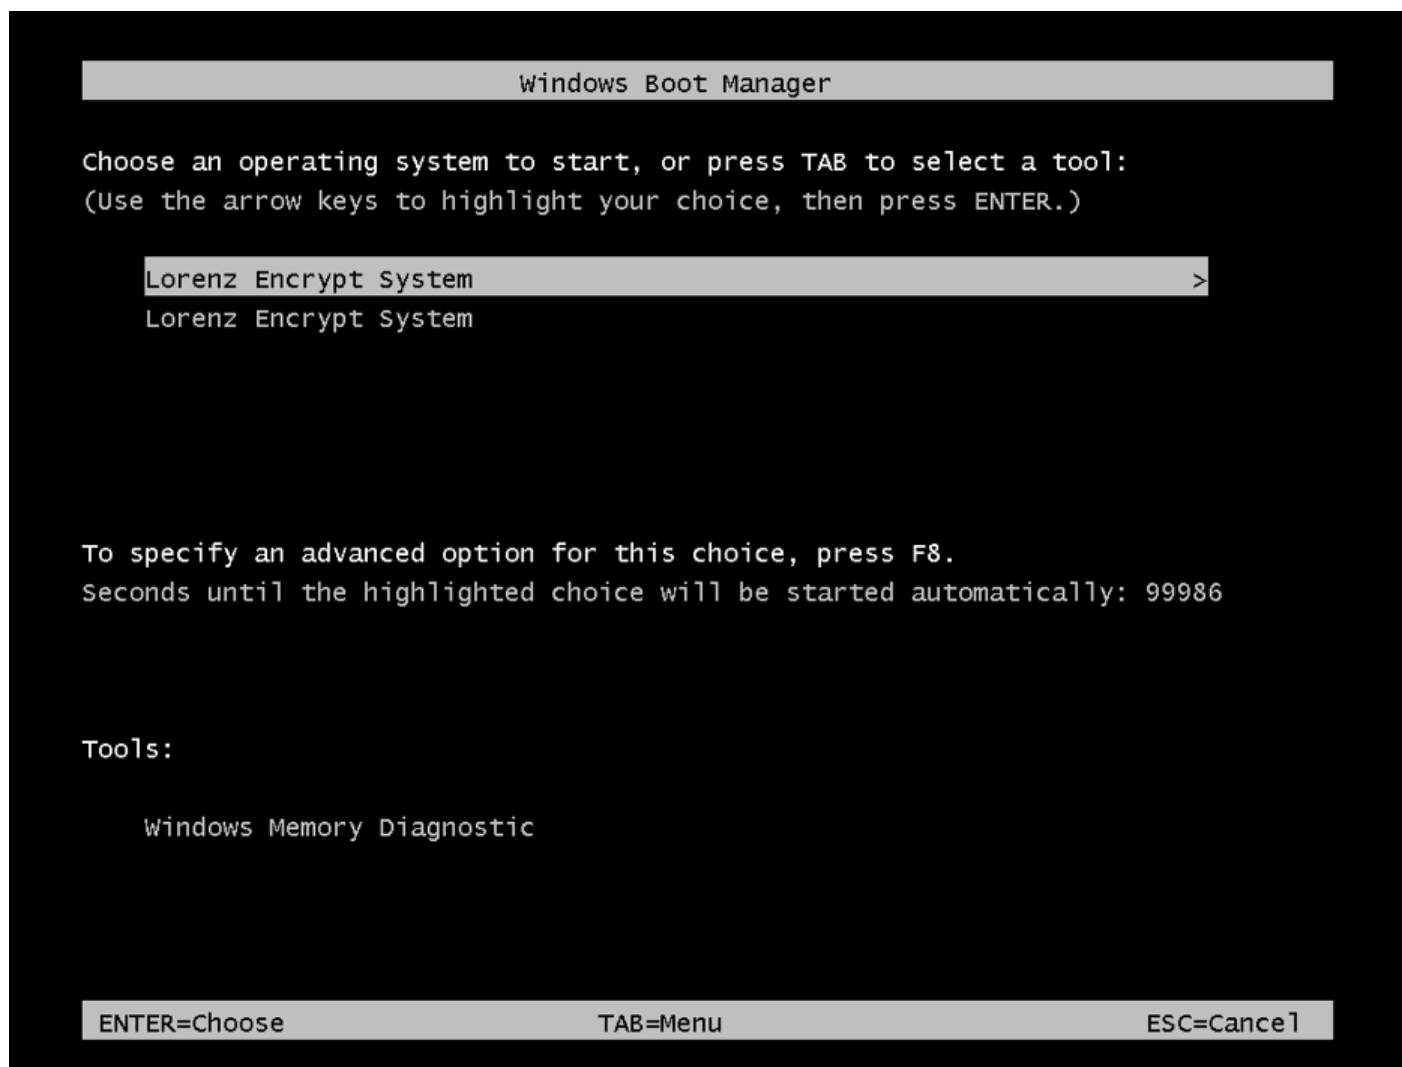 Windows Boot Manager
Choose an operating system to start, or press TAB to select a tool:
(Use the arrow keys to highlight your choice, then press ENTER.)
Lorenz Encrypt System >
Lorenz Encrypt System
To specify an advanced option for this choice, press F8.
Seconds until the highlighted choice will be started automatically: 99986
Tools:
Windows Memory Diagnostic
ENTER=Choose TAB=Menu ESC=Cancel